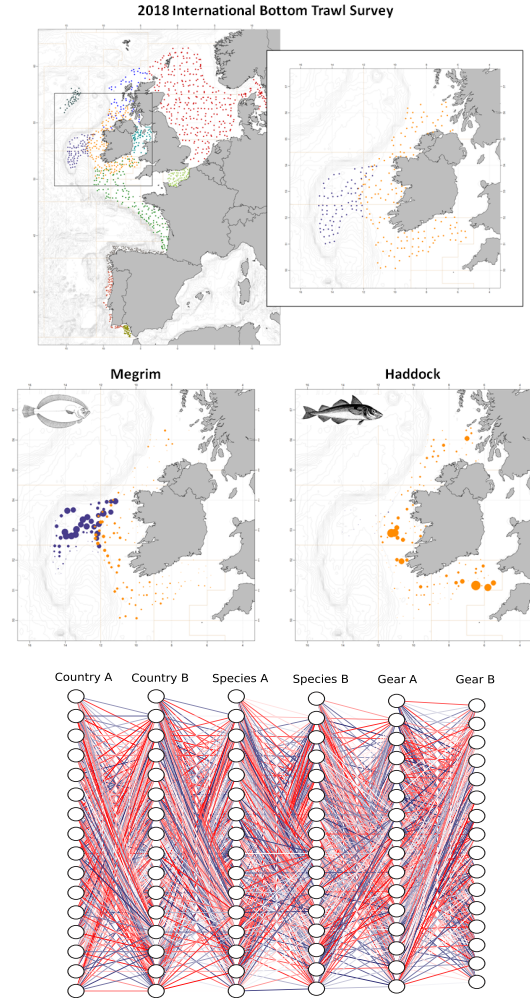 2018 International Bottom Trawl Survey
Megrim
Haddock
Country A Country B Species A Species B Gear A Gear B